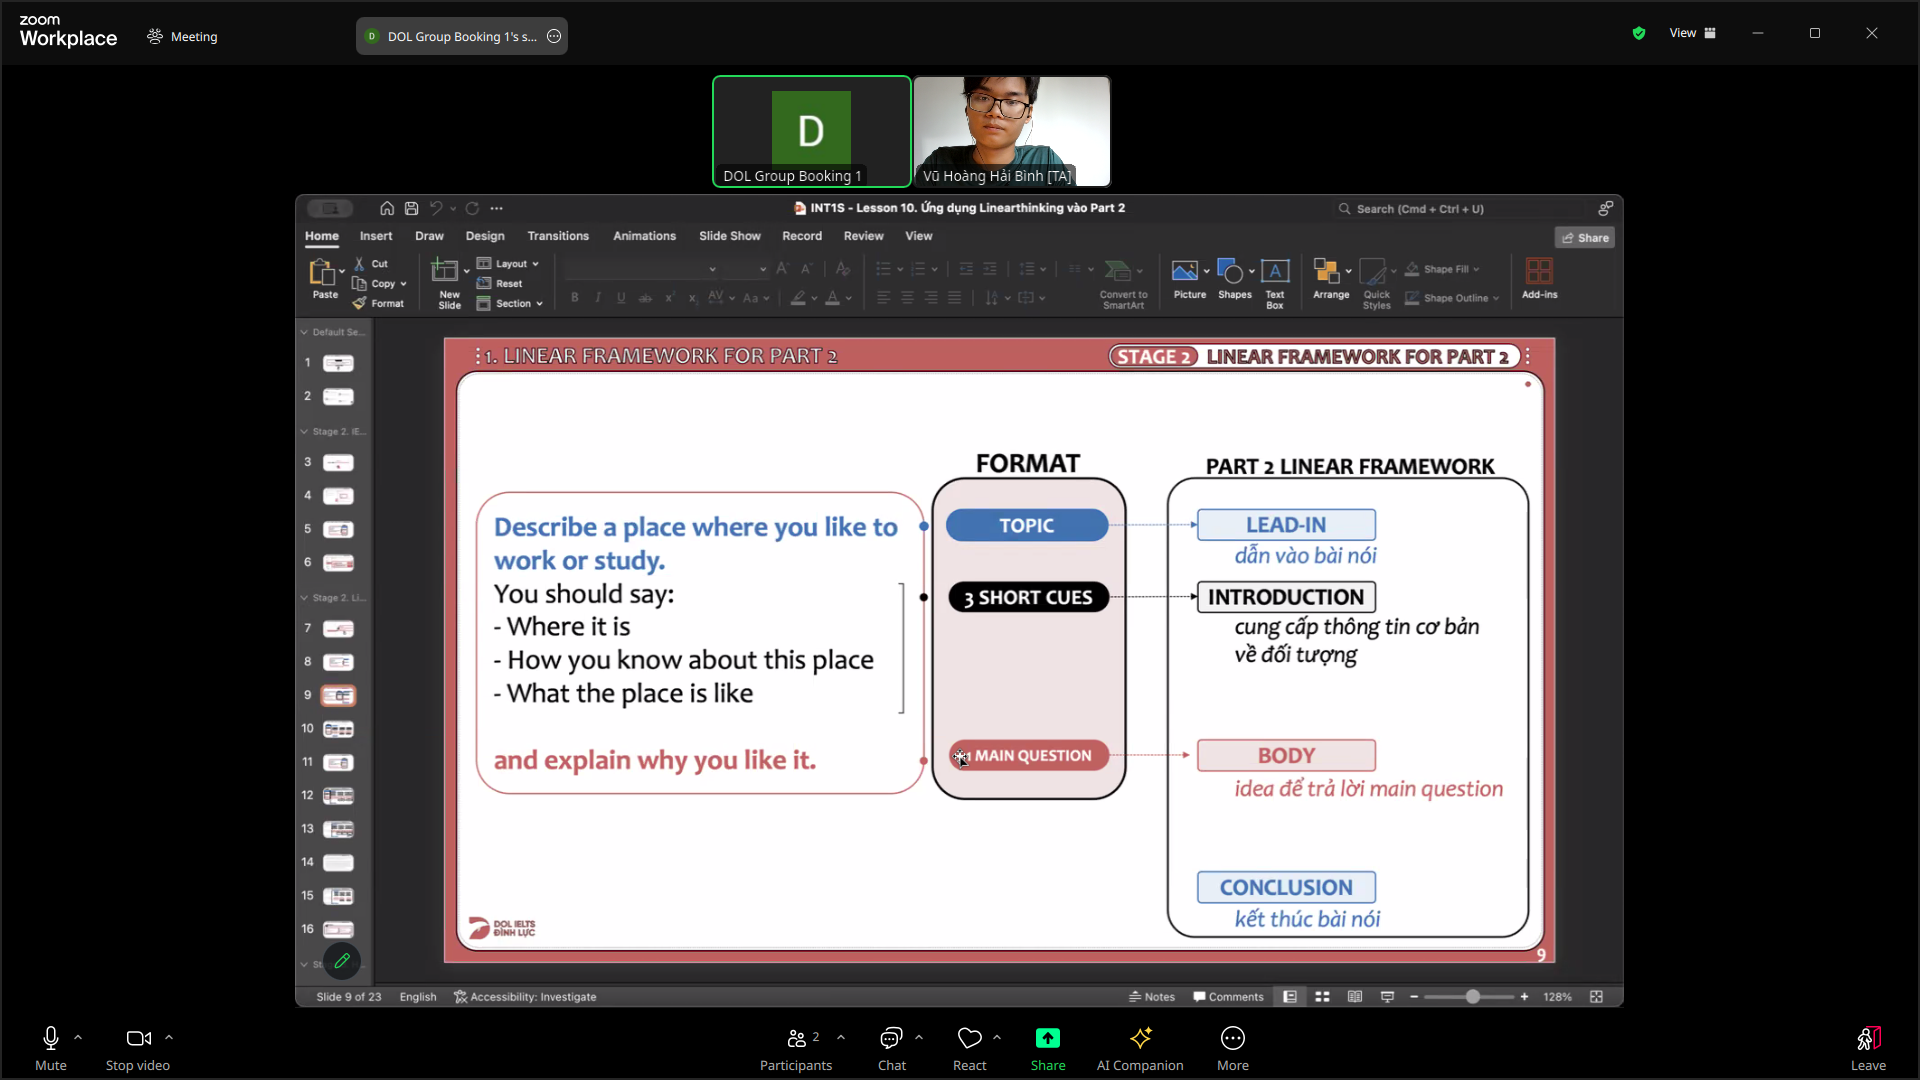 zoom
Workplace
Meeting
D DOL Group Booking 1's s...
View
D
DOL Group Booking 1
Vũ Hoàng Hải Bình [TA]
INT1S - Lesson 10. Ứng dụng Linearthinking vào Part 2
Search (Cmd + Ctrl + U)
Home Insert Draw Design Transitions Animations Slide Show Record Review View
Share
Paste
Cut
Copy
Format
New Slide
Layout
Reset
Section
Convert to SmartArt
Picture
Shapes
Text Box
Arrange
Quick Styles
Shape Fill
Shape Outline
Add-ins
Default Se...
1
2
Stage 2. IE...
3
4
5
6
Stage 2. Li...
7
8
9
10
11
12
13
14
15
16
1. LINEAR FRAMEWORK FOR PART 2
STAGE 2 LINEAR FRAMEWORK FOR PART 2
Describe a place where you like to
work or study.
You should say:
- Where it is
- How you know about this place
- What the place is like
and explain why you like it.
FORMAT
TOPIC
3 SHORT CUES
1 MAIN QUESTION
PART 2 LINEAR FRAMEWORK
LEAD-IN
dẫn vào bài nói
INTRODUCTION
cung cấp thông tin cơ bản
về đối tượng
BODY
idea để trả lời main question
CONCLUSION
kết thúc bài nói
DOL IELTS
ĐÌNH LỰC
9
Slide 9 of 23 English Accessibility: Investigate
Notes Comments 128%
Mute
Stop video
Participants 2
Chat
React
Share
AI Companion
More
Leave